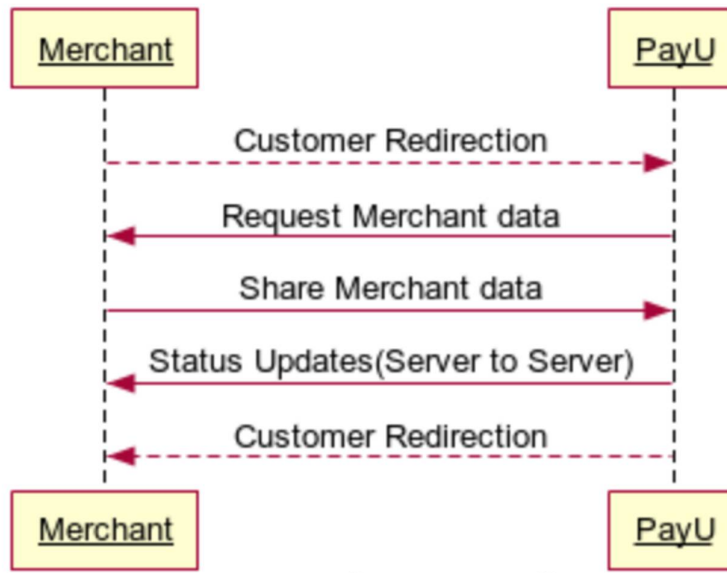 Merchant
PayU
Customer Redirection
Request Merchant data
Share Merchant data
Status Updates(Server to Server)
Customer Redirection
Merchant
PayU